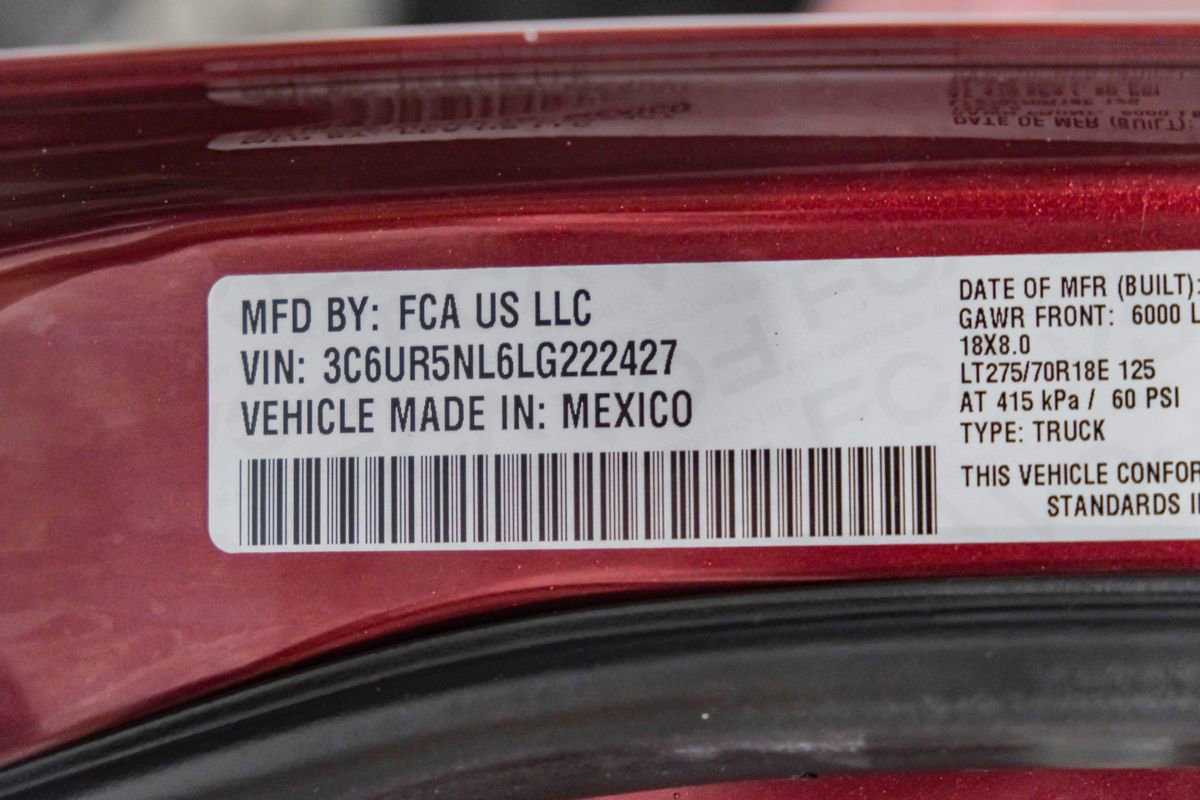 MFD BY: FCA US LLC
VIN: 3C6UR5NL6LG222427
VEHICLE MADE IN: MEXICO
DATE OF MFR (BUILT):
GAWR FRONT: 6000 L
18X8.0
LT275/70R18E 125
AT 415 kPa / 60 PSI
TYPE: TRUCK
THIS VEHICLE CONFOR
STANDARDS I